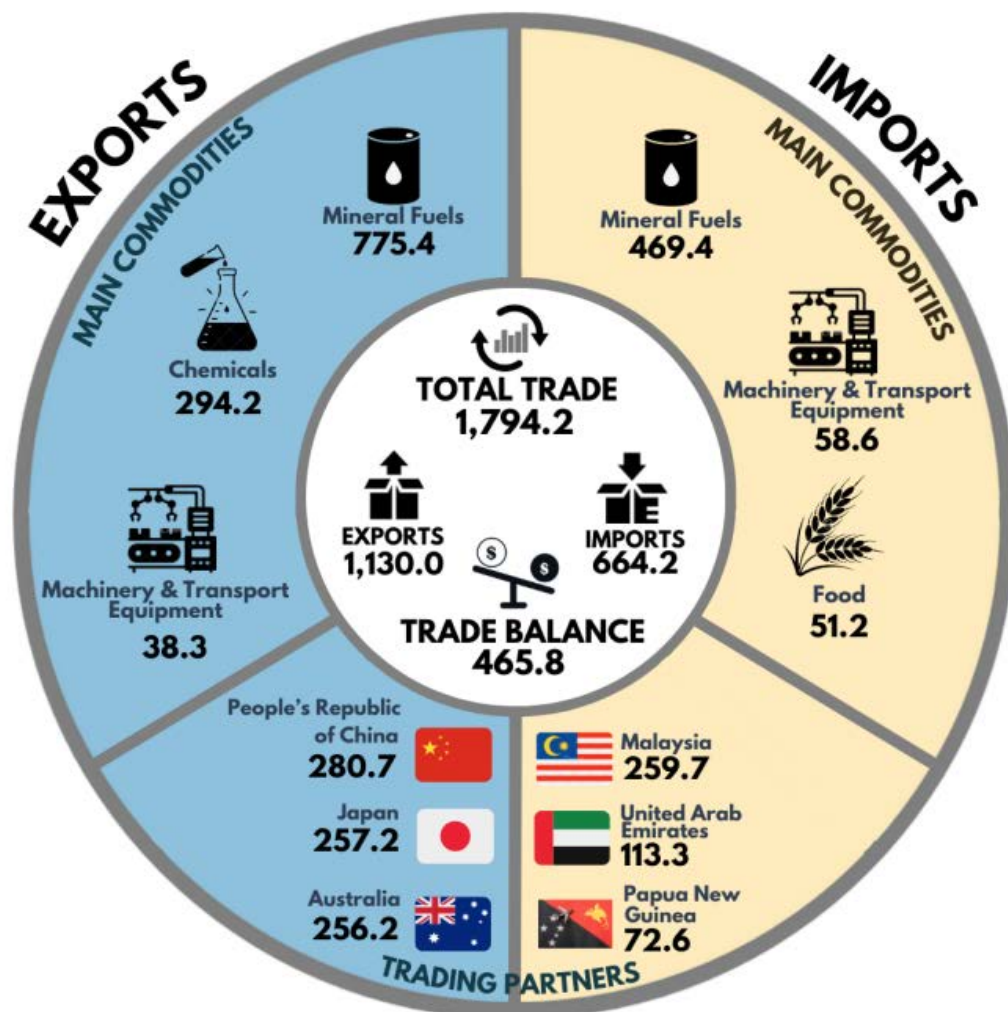 EXPORTS
MAIN COMMODITIES
Mineral Fuels
775.4
Chemicals
294.2
Machinery & Transport
Equipment
38.3
IMPORTS
MAIN COMMODITIES
Mineral Fuels
469.4
Machinery & Transport
Equipment
58.6
Food
51.2
TOTAL TRADE
1,794.2
EXPORTS
1,130.0
$
$
IMPORTS
664.2
TRADE BALANCE
465.8
People's Republic
of China
280.7
Japan
257.2
Australia
256.2
Malaysia
259.7
United Arab
Emirates
113.3
Papua New
Guinea
72.6
TRADING PARTNERS